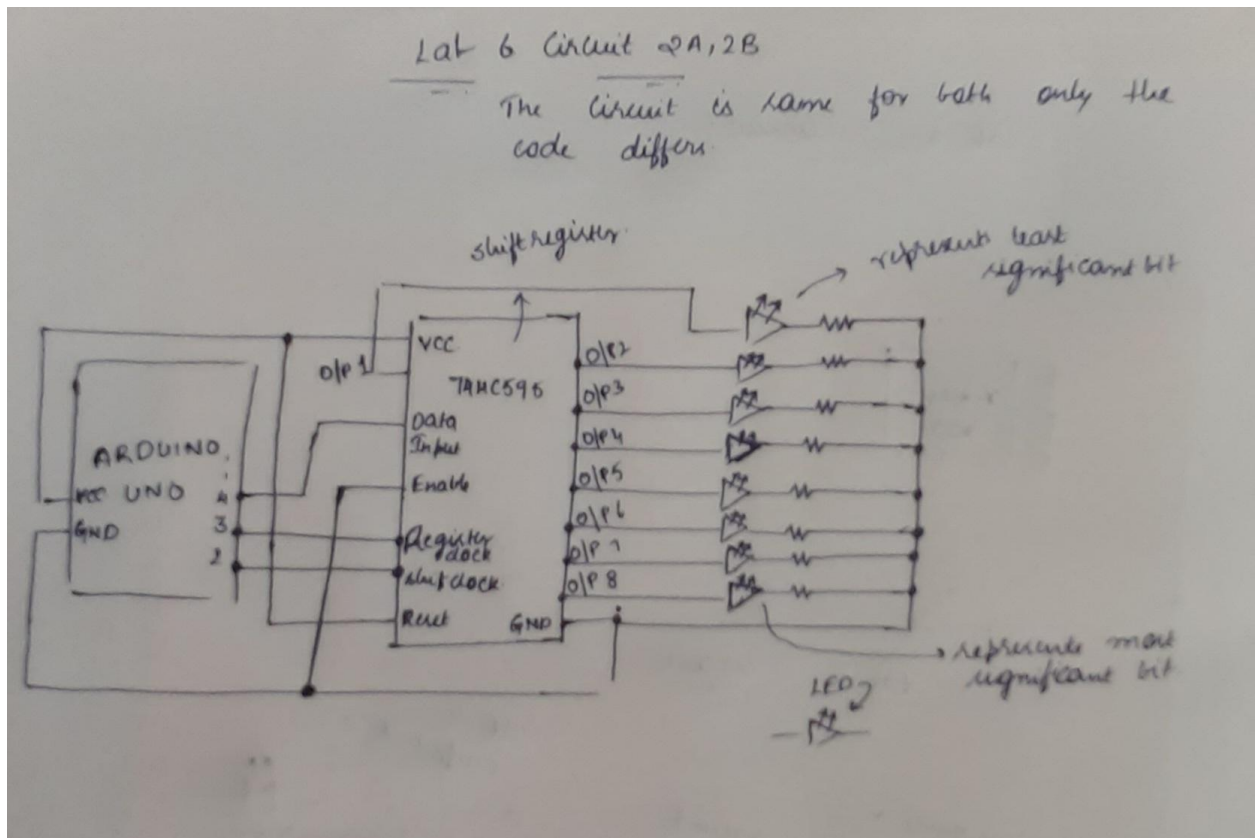 Lab 6 Circuit 2A, 2B
The Circuit is same for both only the
code differs.
shift register
represents least
significant bit
VCC
O/P 1
74HC595
O/P2
O/P3
Data
Input
O/P4
ARDUINO
UNO
VCC
4
Enable
O/P5
GND
3
Register
clock
O/P6
2
shift clock
O/P 7
O/P 8
Reset
GND
represents most
significant bit
LED